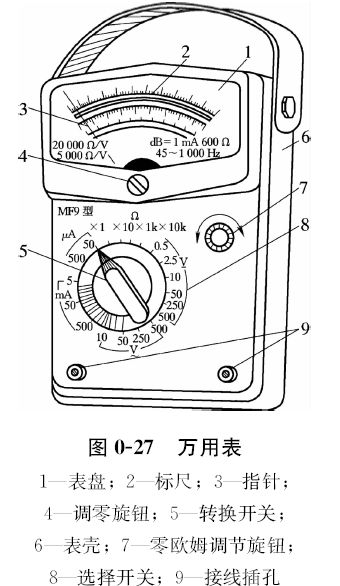 2
1
3
20 000 Ω/V
5 000 Ω/V
dB=1 mA 600 Ω
45~1 000 Hz
4
6
7
MF9 型
Ω
×1 ×10×1k×10k
μA
50
500
0.5
2.5 V
10
50
250
500
8
5
5
mA
50
500
10
50
250
500
V
9
图 0-27 万用表
1—表盘；2—标尺；3—指针；
4—调零旋钮；5—转换开关；
6—表壳；7—零欧姆调节旋钮；
8—选择开关；9—接线插孔